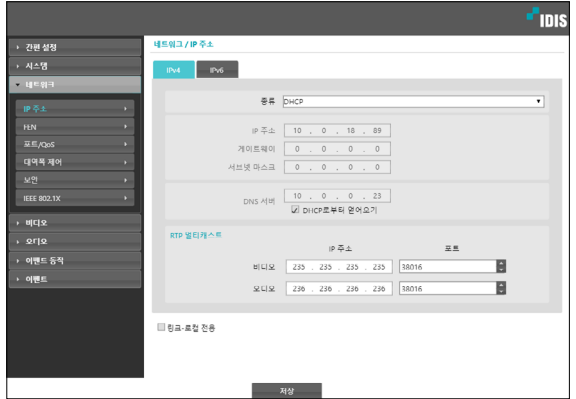 IDIS
간편 설정
시스템
네트워크
IP 주소
FEN
포트/QoS
대역폭 제어
보안
IEEE 802.1X
비디오
오디오
이벤트 동작
이벤트
네트워크 / IP 주소
IPv4 IPv6
종류 DHCP
IP 주소 10 . 0 . 18 . 89
게이트웨이 0 . 0 . 0 . 0
서브넷 마스크 0 . 0 . 0 . 0
DNS 서버 10 . 0 . 0 . 23
DHCP로부터 얻어오기
RTP 멀티캐스트
IP 주소 포트
비디오 235 . 235 . 235 . 235 38016
오디오 236 . 236 . 236 . 236 38016
링크-로컬 전용
저장